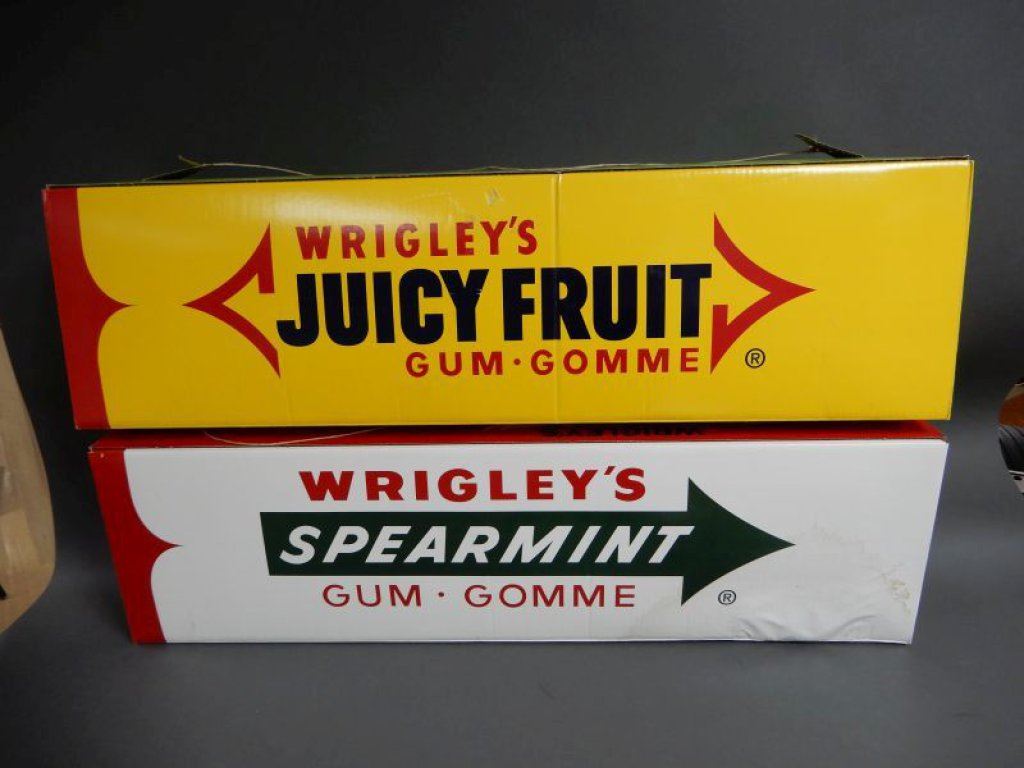 WRIGLEY'S
JUICY FRUIT
GUM · GOMME ®
WRIGLEY'S
SPEARMINT
GUM · GOMME ®